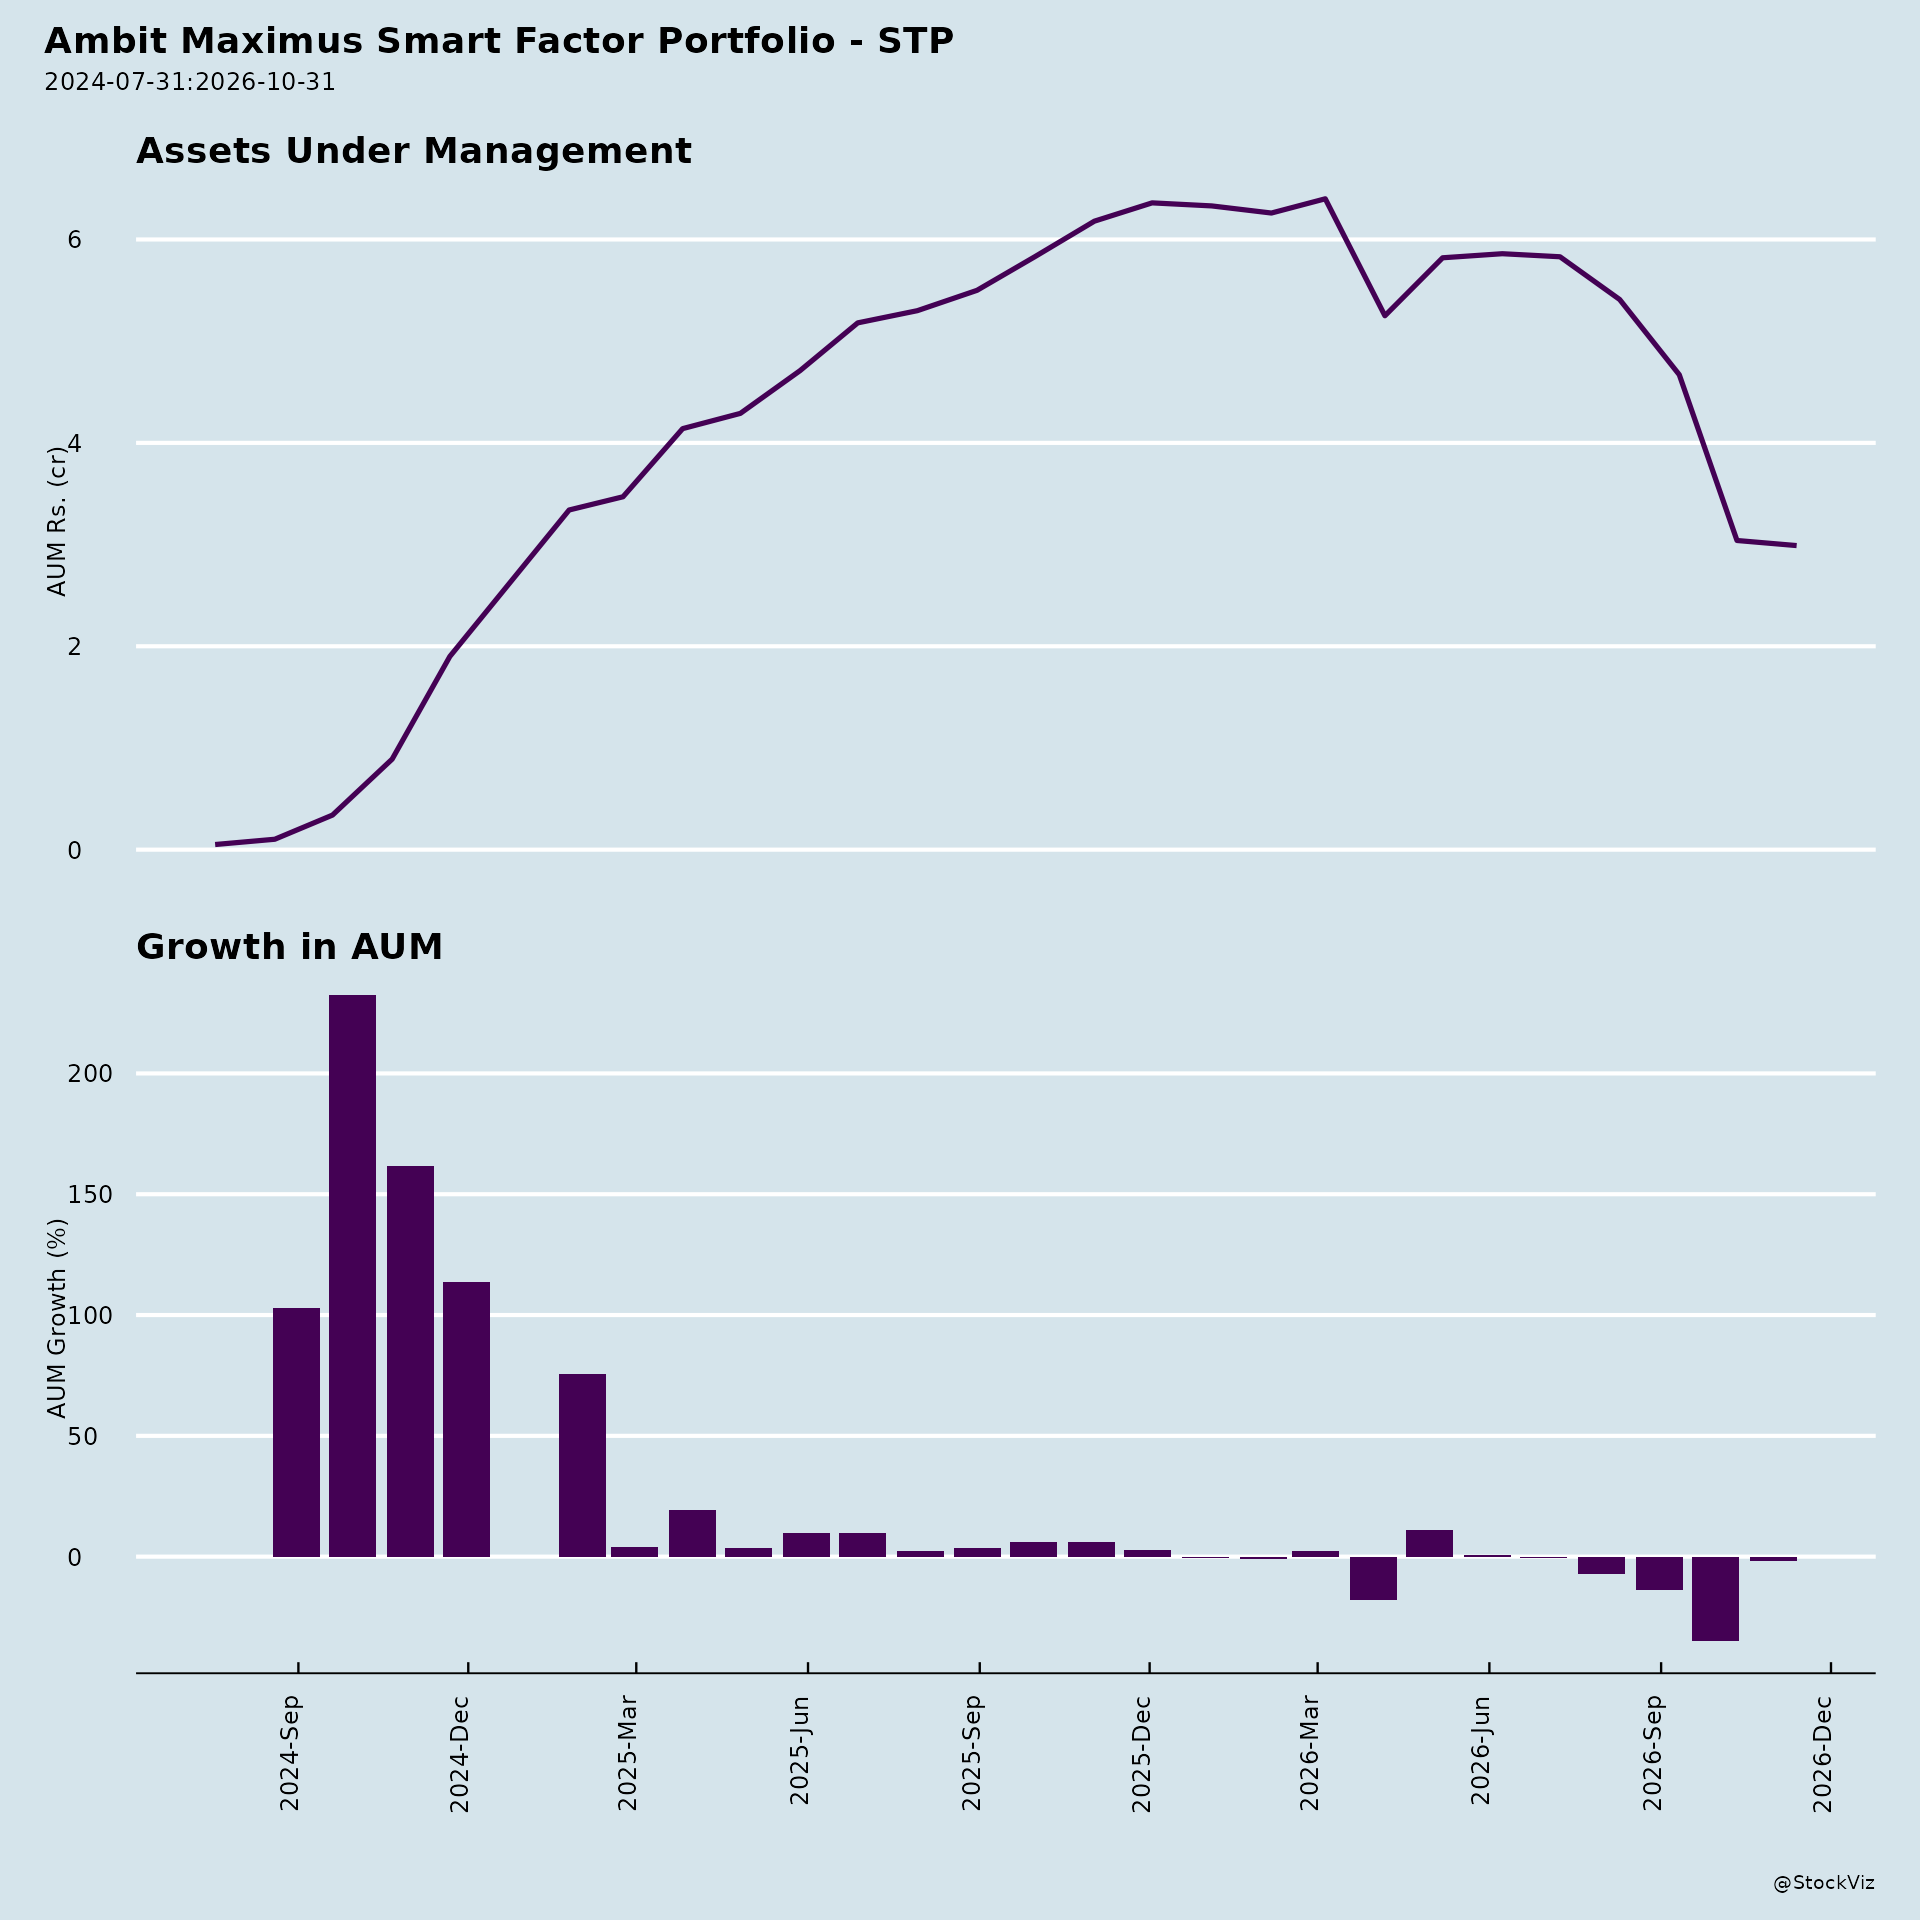 Ambit Maximus Smart Factor Portfolio - STP
2024-07-31:2026-10-31
Assets Under Management
AUM Rs. (cr)
6
4
2
0
Growth in AUM
AUM Growth (%)
200
150
100
50
0
2024-Sep
2024-Dec
2025-Mar
2025-Jun
2025-Sep
2025-Dec
2026-Mar
2026-Jun
2026-Sep
2026-Dec
@StockViz